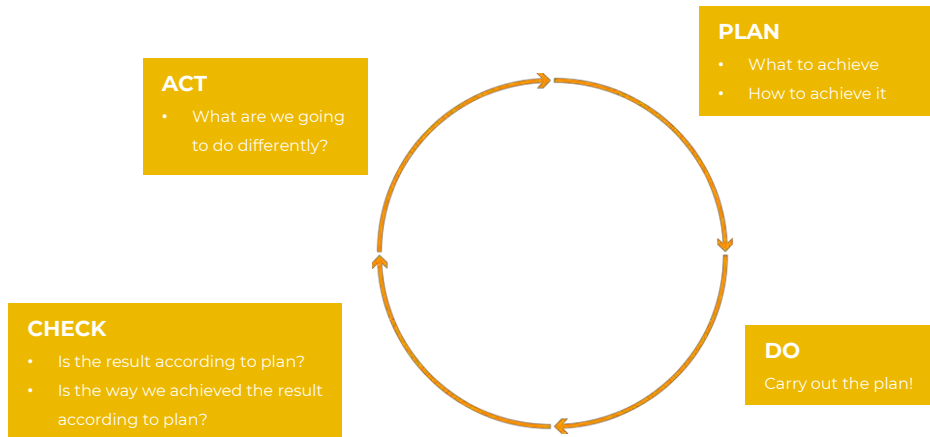 PLAN
• What to achieve
• How to achieve it
DO
Carry out the plan!
CHECK
• Is the result according to plan?
• Is the way we achieved the result
according to plan?
ACT
• What are we going
to do differently?